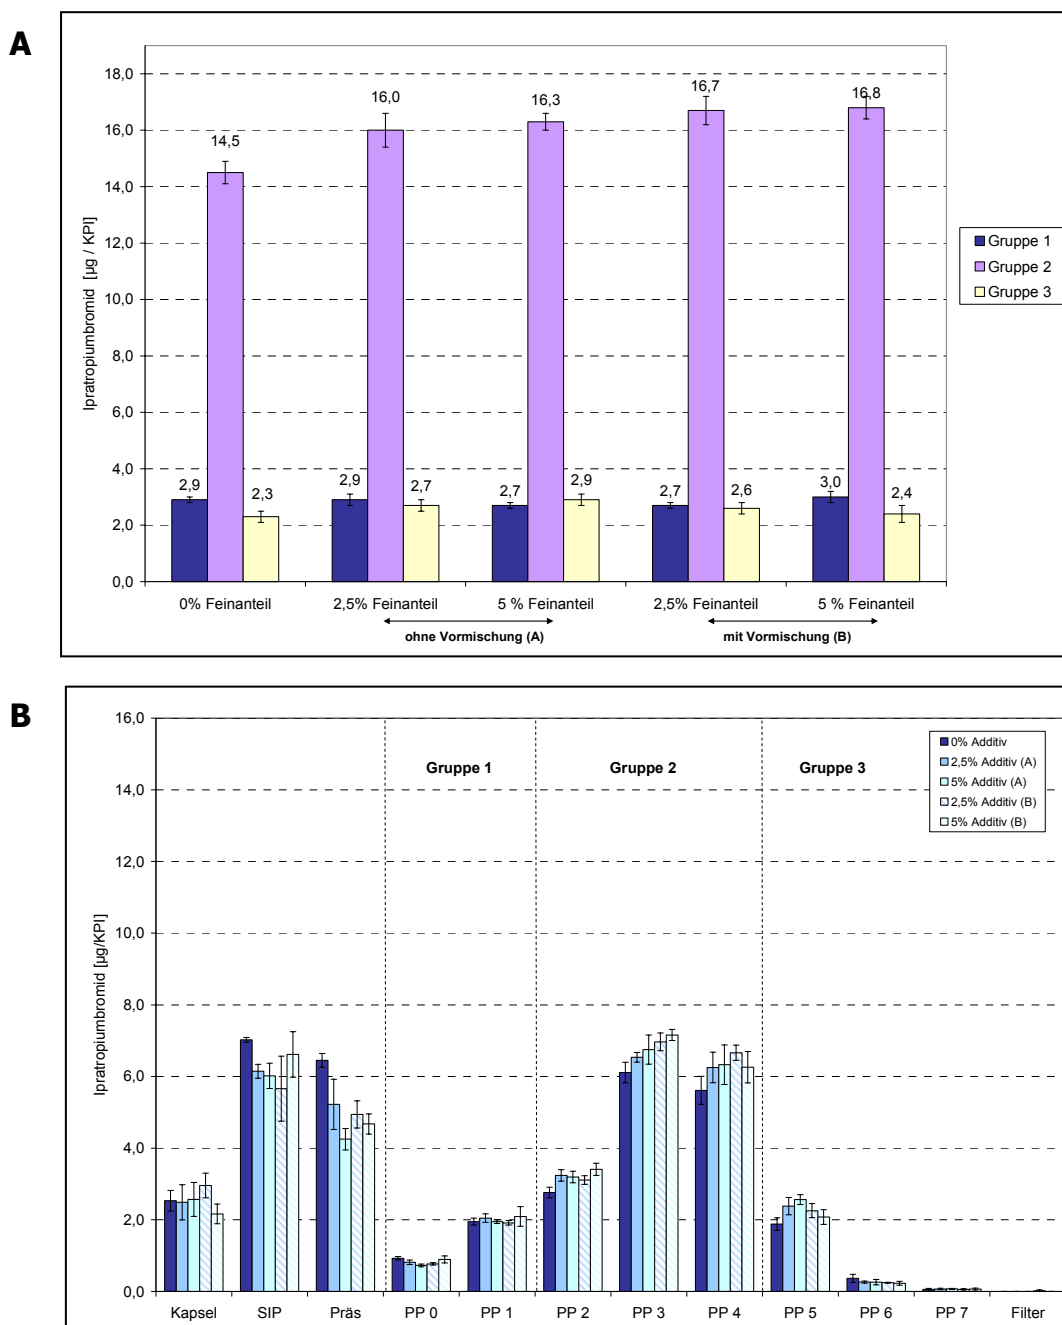 A
18,0
16,0
14,0
12,0
10,0
8,0
6,0
4,0
2,0
0,0
Ipratropiumbromid [µg / KPI]
14,5
16,0
16,3
16,7
16,8
2,9
2,3
2,9
2,7
2,7
2,9
2,7
2,6
3,0
2,4
0% Feinanteil
2,5% Feinanteil
5 % Feinanteil
2,5% Feinanteil
5 % Feinanteil
ohne Vormischung (A)
mit Vormischung (B)
Gruppe 1
Gruppe 2
Gruppe 3
B
16,0
14,0
12,0
10,0
8,0
6,0
4,0
2,0
0,0
Ipratropiumbromid [µg/KPI]
Gruppe 1
Gruppe 2
Gruppe 3
0% Additiv
2,5% Additiv (A)
5% Additiv (A)
2,5% Additiv (B)
5% Additiv (B)
Kapsel
SIP
Präs
PP 0
PP 1
PP 2
PP 3
PP 4
PP 5
PP 6
PP 7
Filter